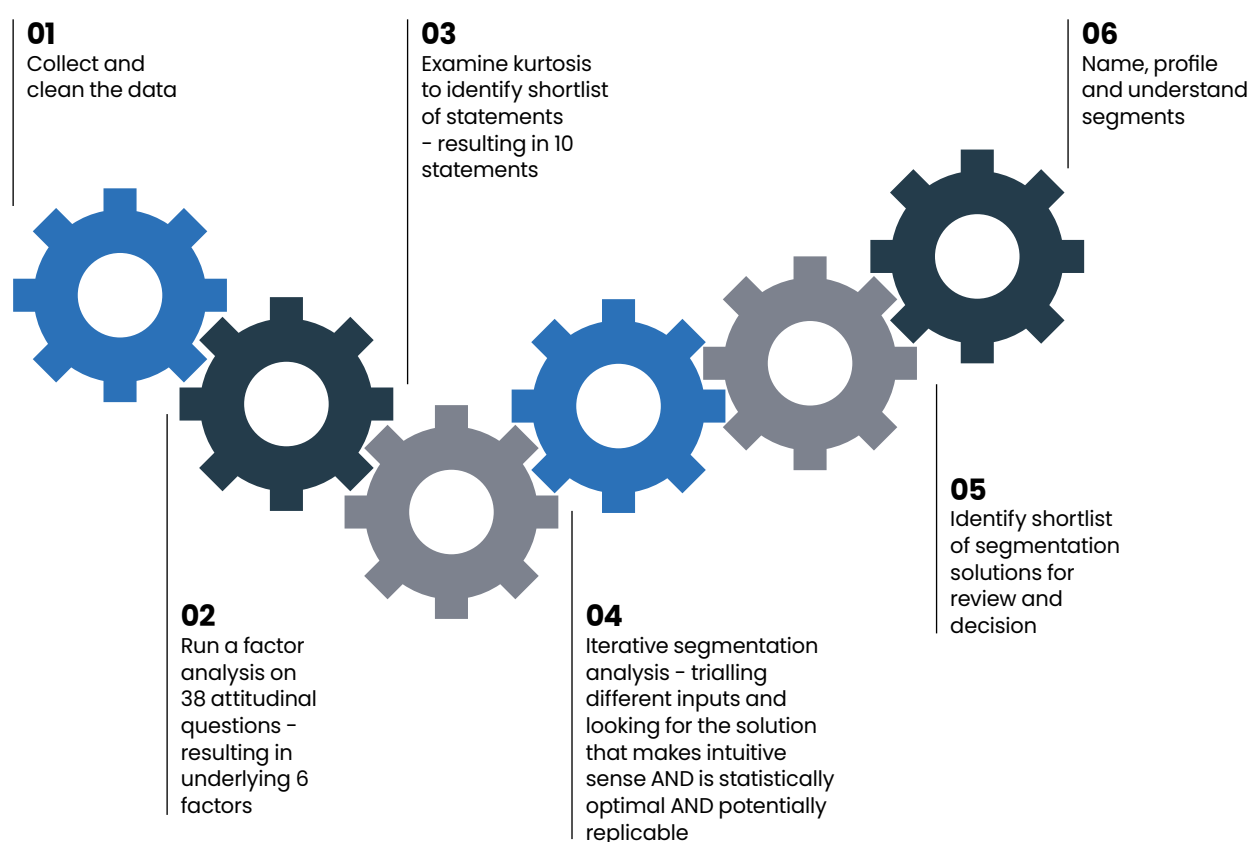 01
Collect and
clean the data
02
Run a factor
analysis on
38 attitudinal
questions –
resulting in
underlying 6
factors
03
Examine kurtosis
to identify shortlist
of statements
– resulting in 10
statements
04
Iterative segmentation
analysis – trialling
different inputs and
looking for the solution
that makes intuitive
sense AND is statistically
optimal AND potentially
replicable
05
Identify shortlist
of segmentation
solutions for
review and
decision
06
Name, profile
and understand
segments